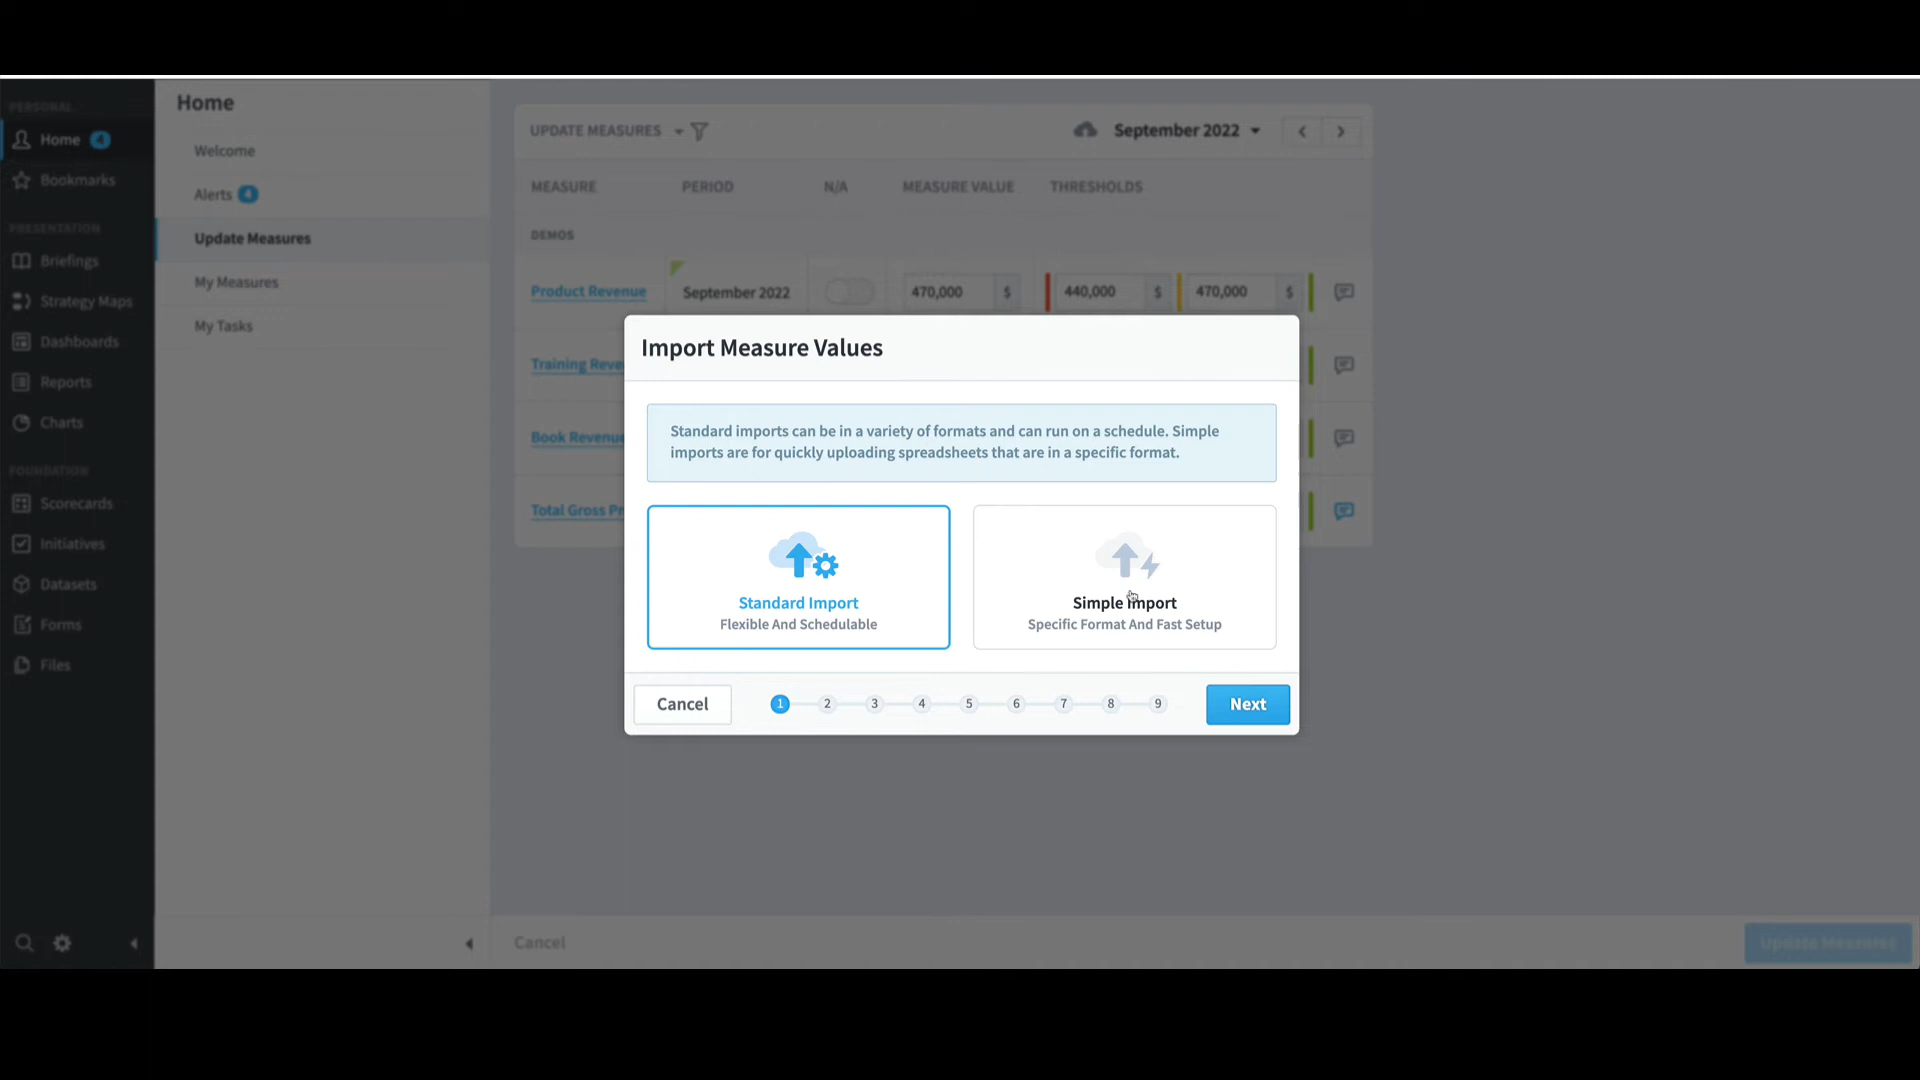 PERSONAL
Home 4
Bookmarks
PRESENTATION
Briefings
Strategy Maps
Dashboards
Reports
Charts
FOUNDATION
Scorecards
Initiatives
Datasets
Forms
Files
Home
Welcome
Alerts 4
Update Measures
My Measures
My Tasks
UPDATE MEASURES
September 2022
MEASURE PERIOD N/A MEASURE VALUE THRESHOLDS
DEMOS
Product Revenue September 2022 470,000 $ 440,000 $ 470,000 $
Training Reve
Book Revenue
Total Gross Pr
Import Measure Values
Standard imports can be in a variety of formats and can run on a schedule. Simple
imports are for quickly uploading spreadsheets that are in a specific format.
Standard Import
Flexible And Schedulable
Simple Import
Specific Format And Fast Setup
Cancel 1 2 3 4 5 6 7 8 9 Next
Cancel
Update Measures